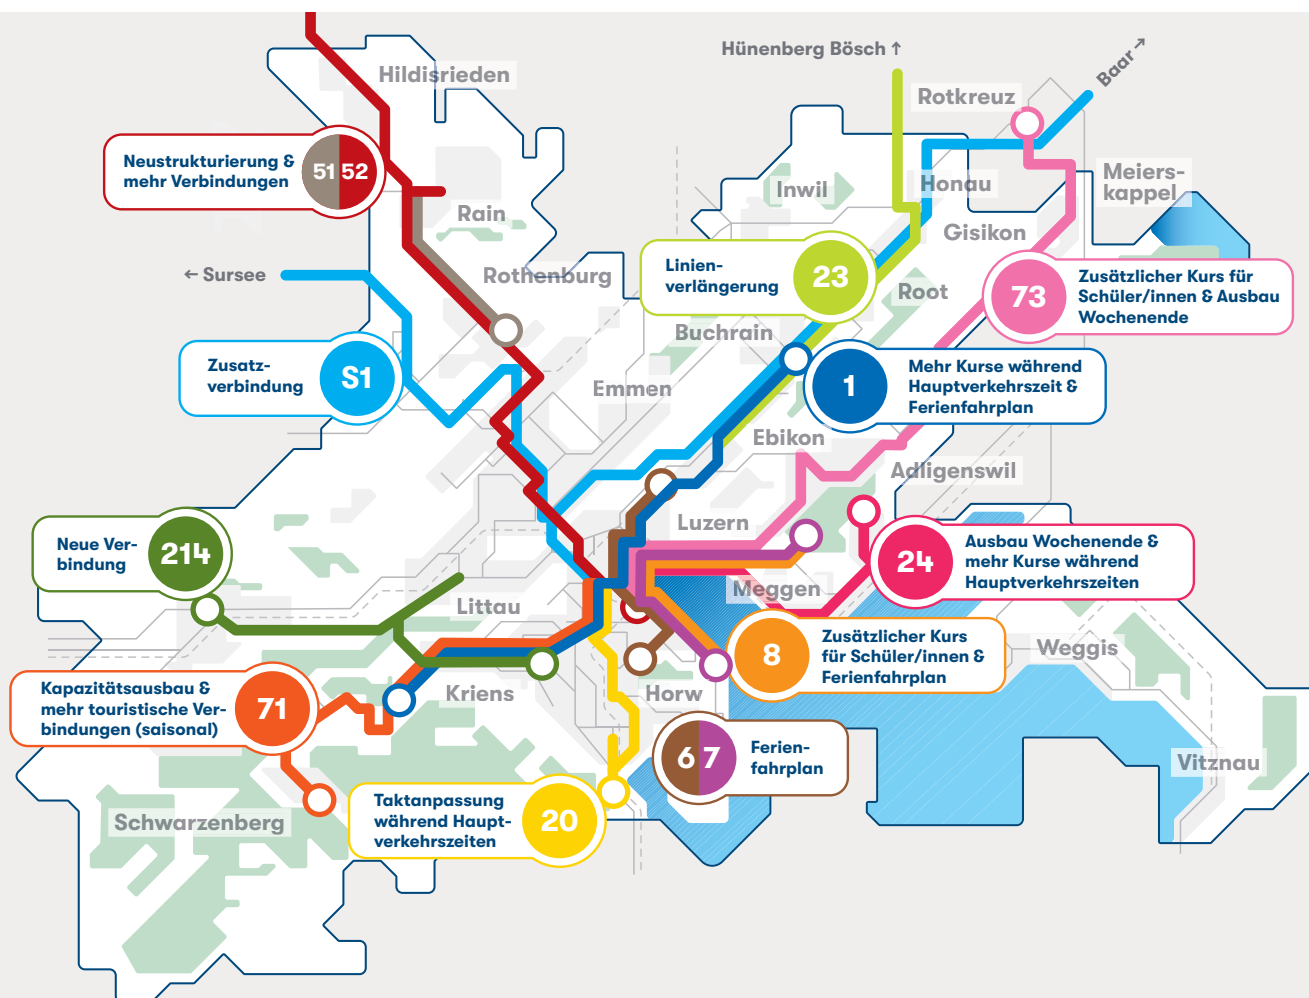 Hünenberg Bösch ↑
Baar ↗
Hildisrieden
Rotkreuz
Neustrukturierung &
mehr Verbindungen
51 52
Meiers-
kappel
Inwil
Honau
Rain
Gisikon
← Sursee
Rothenburg
Linien-
verlängerung
23
Root
73
Zusätzlicher Kurs für
Schüler/innen & Ausbau
Wochenende
Buchrain
Zusatz-
verbindung
S1
Emmen
1
Mehr Kurse während
Hauptverkehrszeit &
Ferienfahrplan
Ebikon
Adligenswil
Luzern
Neue Ver-
bindung
214
24
Ausbau Wochenende &
mehr Kurse während
Hauptverkehrszeiten
Littau
Meggen
8
Zusätzlicher Kurs
für Schüler/innen &
Ferienfahrplan
Weggis
Kapazitätsausbau &
mehr touristische Ver-
bindungen (saisonal)
71
Kriens
Horw
6 7
Ferien-
fahrplan
Vitznau
Schwarzenberg
Taktanpassung
während Haupt-
verkehrszeiten
20